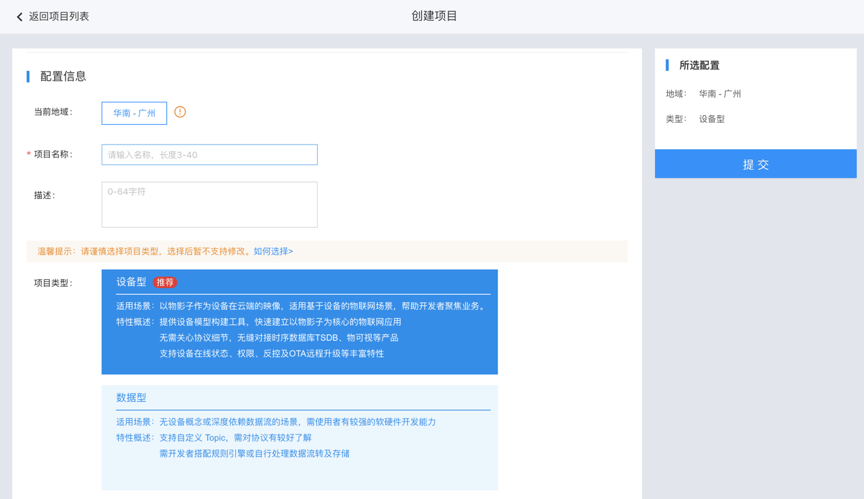 返回项目列表
创建项目
配置信息
当前地域：
华南 - 广州
* 项目名称：
请输入名称，长度3-40
描述：
0-64字符
温馨提示：请谨慎选择项目类型，选择后暂不支持修改。如何选择>
项目类型：
设备型 推荐
适用场景：以物影子作为设备在云端的映像，适用基于设备的物联网场景，帮助开发者聚焦业务。
特性概述：提供设备模型构建工具，快速建立以物影子为核心的物联网应用
无需关心协议细节，无缝对接时序数据库TSDB、物可视等产品
支持设备在线状态、权限、反控及OTA远程升级等丰富特性
数据型
适用场景：无设备概念或深度依赖数据流的场景，需使用者有较强的软硬件开发能力
特性概述：支持自定义 Topic，需对协议有较好了解
需开发者搭配规则引擎或自行处理数据流转及存储
所选配置
地域： 华南 - 广州
类型： 设备型
提 交